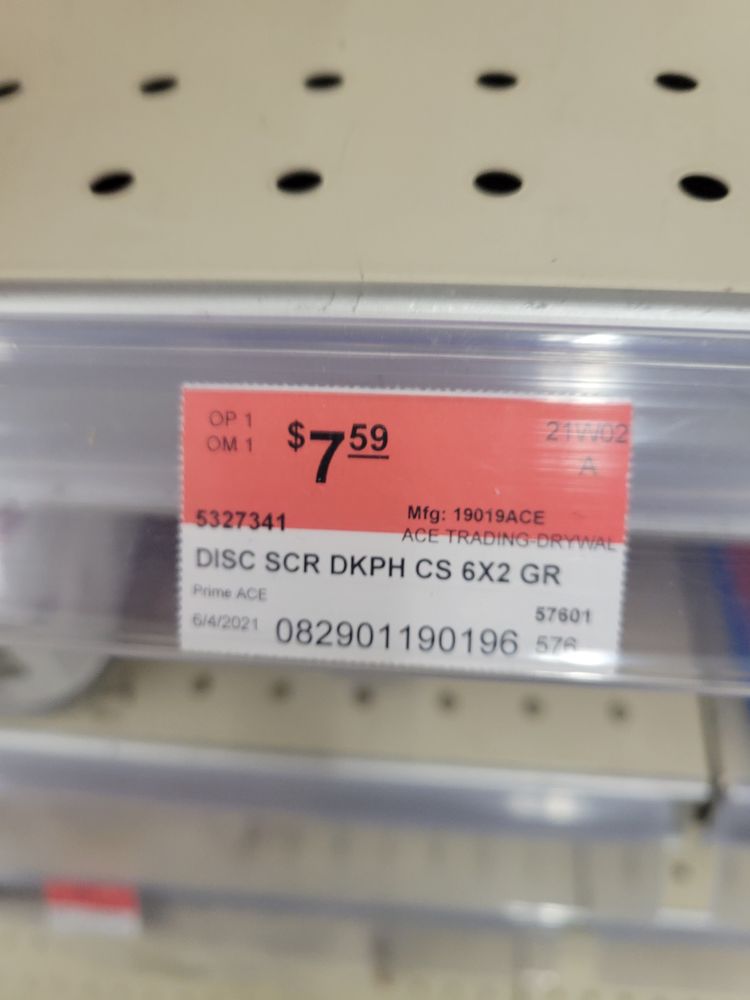 OP 1
OM 1
$7.59
21W02
A
5327341
Mfg: 19019ACE
ACE TRADING-DRYWAL
DISC SCR DKPH CS 6X2 GR
Prime ACE
6/4/2021
082901190196
57601
576